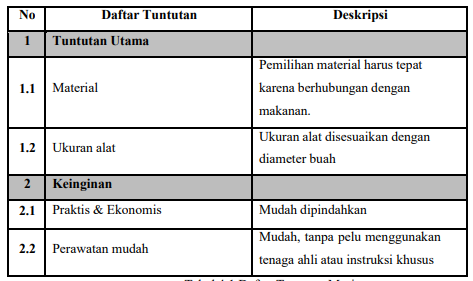 No Daftar Tuntutan Deskripsi
1 Tuntutan Utama
1.1 Material Pemilihan material harus tepat
karena berhubungan dengan
makanan.
1.2 Ukuran alat Ukuran alat disesuaikan dengan
diameter buah
2 Keinginan
2.1 Praktis & Ekonomis Mudah dipindahkan
2.2 Perawatan mudah Mudah, tanpa pelu menggunakan
tenaga ahli atau instruksi khusus